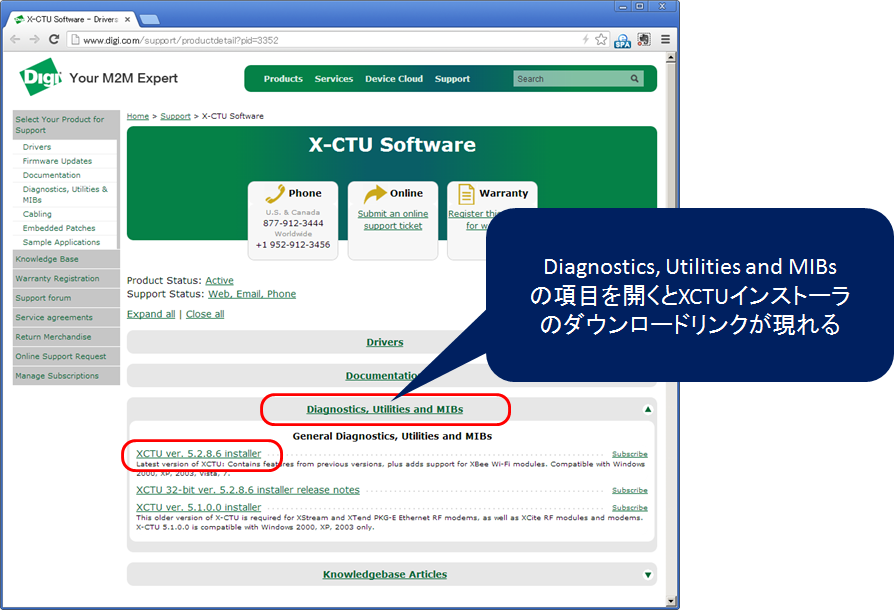 X-CTU Software - Drivers
www.digi.com/support/productdetail?pid=3352
SPA
Digi Your M2M Expert
Products Services Device Cloud Support Search
Select Your Product for
Support
Drivers
Firmware Updates
Documentation
Diagnostics, Utilities &
MIBs
Cabling
Embedded Patches
Sample Applications
Knowledge Base
Warranty Registration
Support forum
Service agreements
Return Merchandise
Online Support Request
Manage Subscriptions
Home > Support > X-CTU Software
X-CTU Software
Phone
U.S. & Canada
877-912-3444
Worldwide
+1 952-912-3456
Online
Submit an online
support ticket
Warranty
Register
for
Product Status: Active
Support Status: Web, Email, Phone
Expand all | Close all
Drivers
Documentatio
Diagnostics, Utilities and MIBs
General Diagnostics, Utilities and MIBs
XCTU ver. 5.2.8.6 installer Subscribe
Latest version of XCTU: Contains features from previous versions, plus adds support for XBee Wi-Fi modules. Compatible with Windows
2000, XP, 2003, Vista, 7.
XCTU 32-bit ver. 5.2.8.6 installer release notes Subscribe
XCTU ver. 5.1.0.0 installer Subscribe
This older version of X-CTU is required for XStream and XTend PKG-E Ethernet RF modems, as well as XCite RF modules and modems.
X-CTU 5.1.0.0 is compatible with Windows 2000, XP, 2003 only.
Knowledgebase Articles
Diagnostics, Utilities and MIBs
の項目を開くとXCTUインストーラ
のダウンロードリンクが現れる